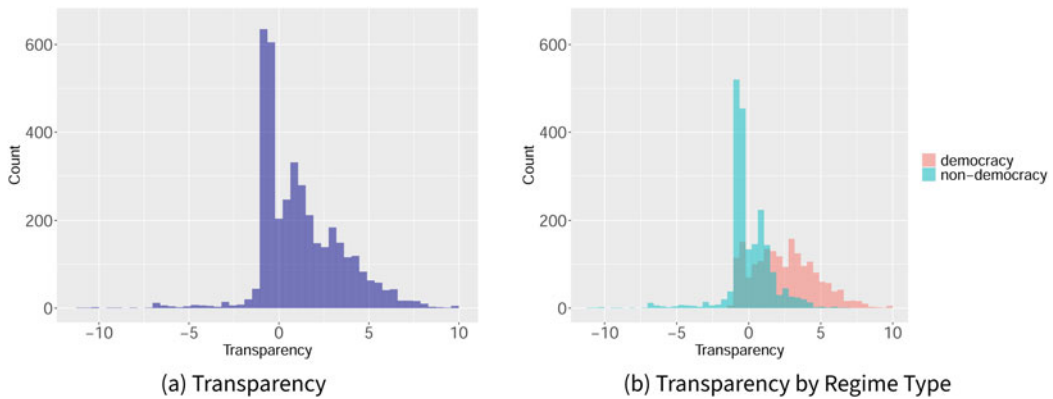 600
400
200
0
Count
−10
−5
0
5
10
Transparency
(a) Transparency
600
400
200
0
Count
−10
−5
0
5
10
Transparency
democracy
non−democracy
(b) Transparency by Regime Type